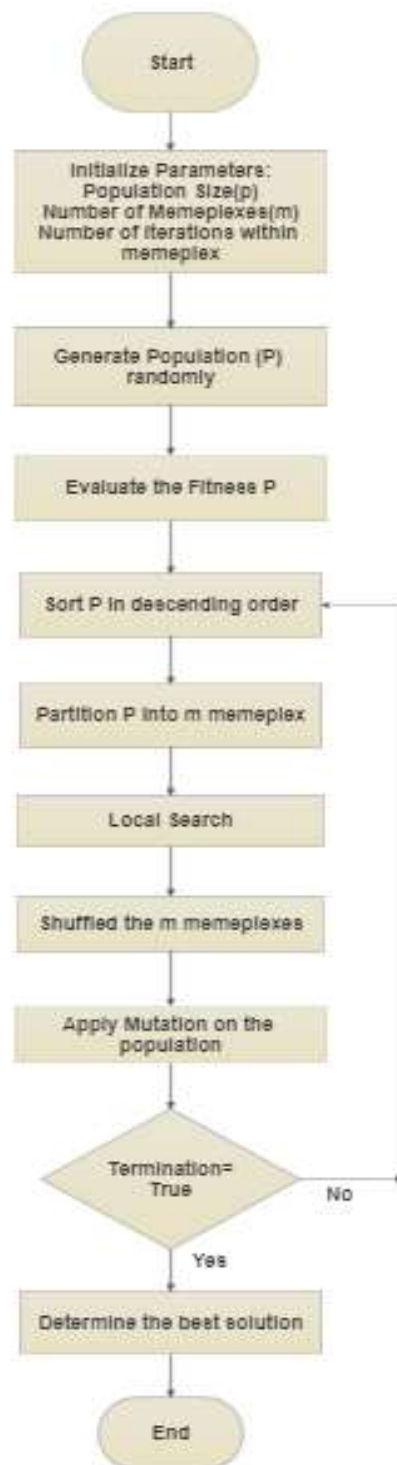 Start
Initialize Parameters:
Population Size(p)
Number of Memeplexes(m)
Number of Iterations within
memeplex
Generate Population (P)
randomly
Evaluate the Fitness P
Sort P in descending order
Partition P into m memeplex
Local Search
Shuffled the m memeplexes
Apply Mutation on the
population
Termination=
True
No
Yes
Determine the best solution
End